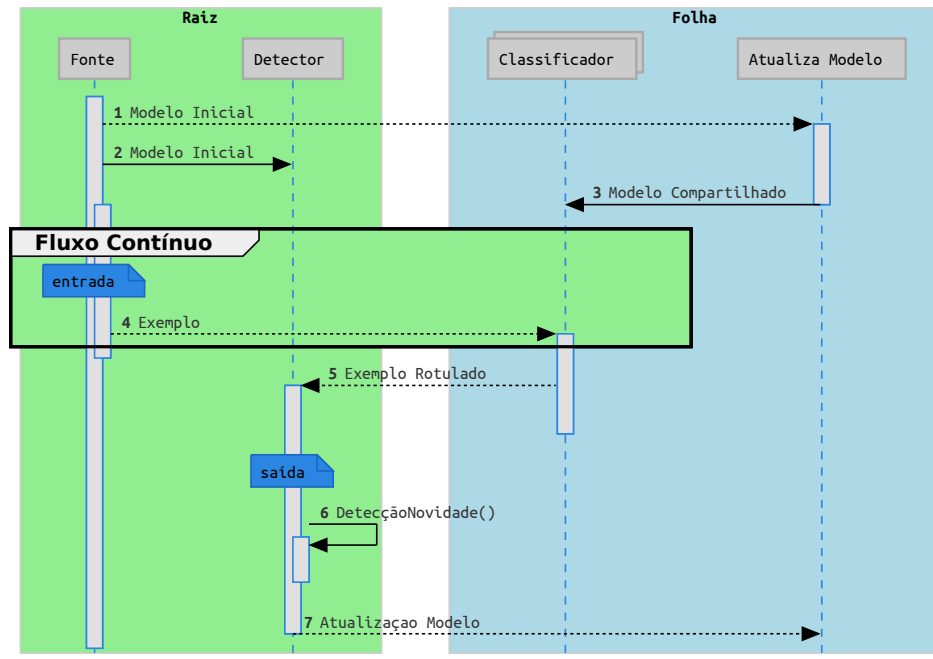 Raiz
Folha
Fonte
Detector
Classificador
Atualiza Modelo
1 Modelo Inicial
2 Modelo Inicial
3 Modelo Compartilhado
Fluxo Contínuo
entrada
4 Exemplo
5 Exemplo Rotulado
saída
6 DetecçãoNovidade()
7 Atualizaçao Modelo